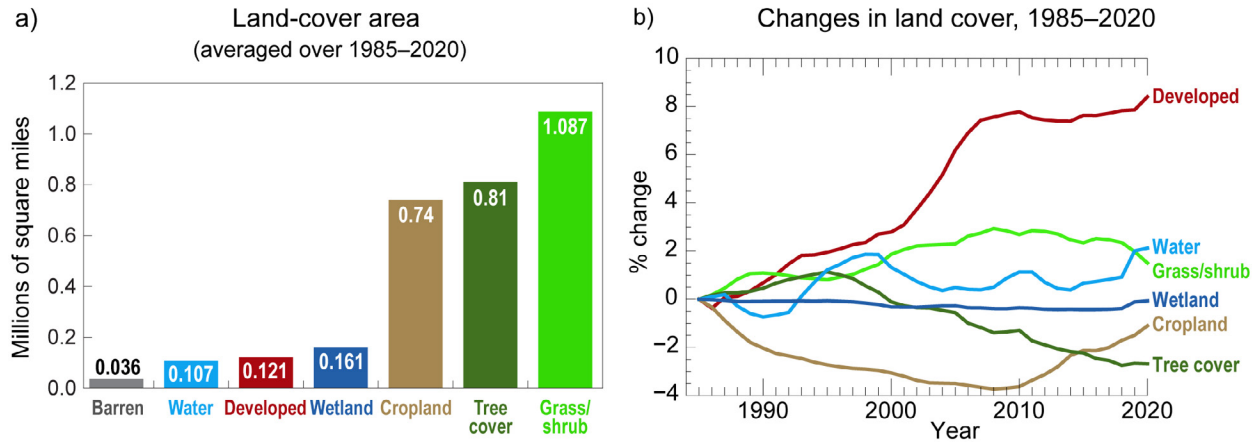 a)
Land-cover area
(averaged over 1985–2020)
Millions of square miles
1.2
1.0
0.8
0.6
0.4
0.2
0.0
0.036
0.107
0.121
0.161
0.74
0.81
1.087
Barren
Water
Developed
Wetland
Cropland
Tree
cover
Grass/
shrub
b)
Changes in land cover, 1985–2020
% change
10
8
6
4
2
0
−2
−4
1990
2000
2010
2020
Year
Developed
Water
Grass/shrub
Wetland
Cropland
Tree cover